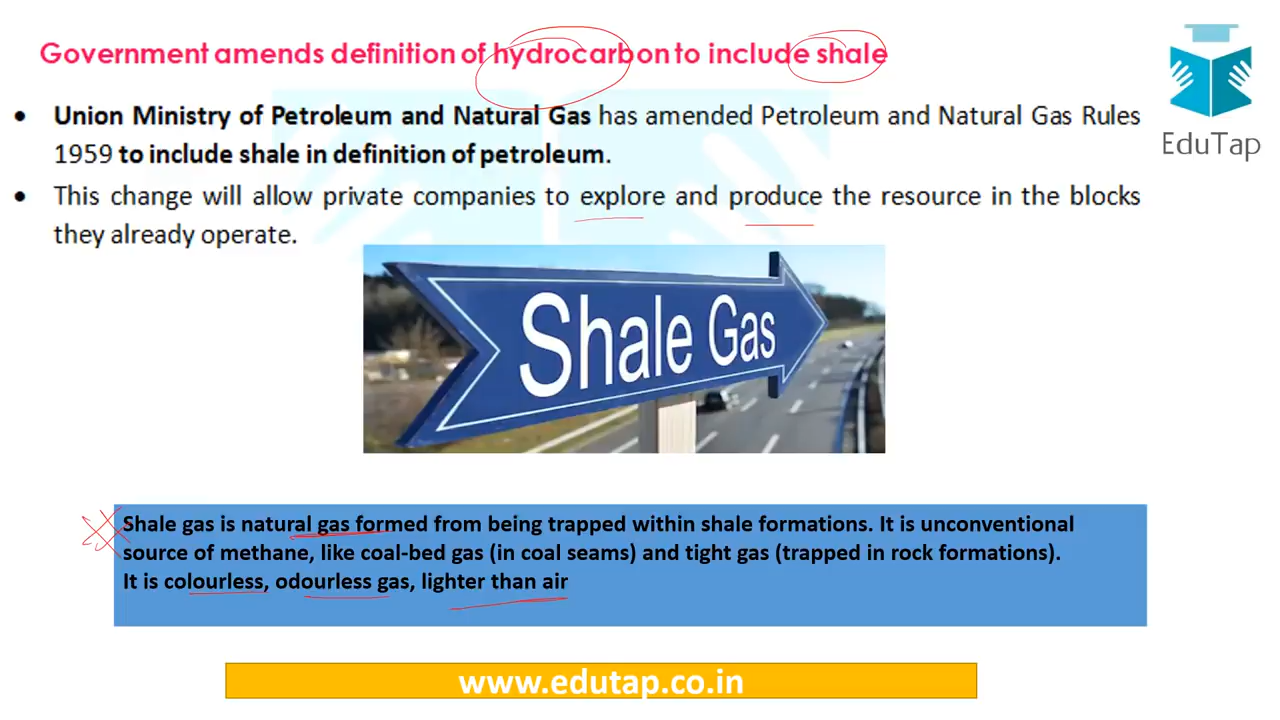 Government amends definition of hydrocarbon to include shale
EduTap
• Union Ministry of Petroleum and Natural Gas has amended Petroleum and Natural Gas Rules
1959 to include shale in definition of petroleum.
• This change will allow private companies to explore and produce the resource in the blocks
they already operate.
Shale Gas
Shale gas is natural gas formed from being trapped within shale formations. It is unconventional
source of methane, like coal-bed gas (in coal seams) and tight gas (trapped in rock formations).
It is colourless, odourless gas, lighter than air
www.edutap.co.in